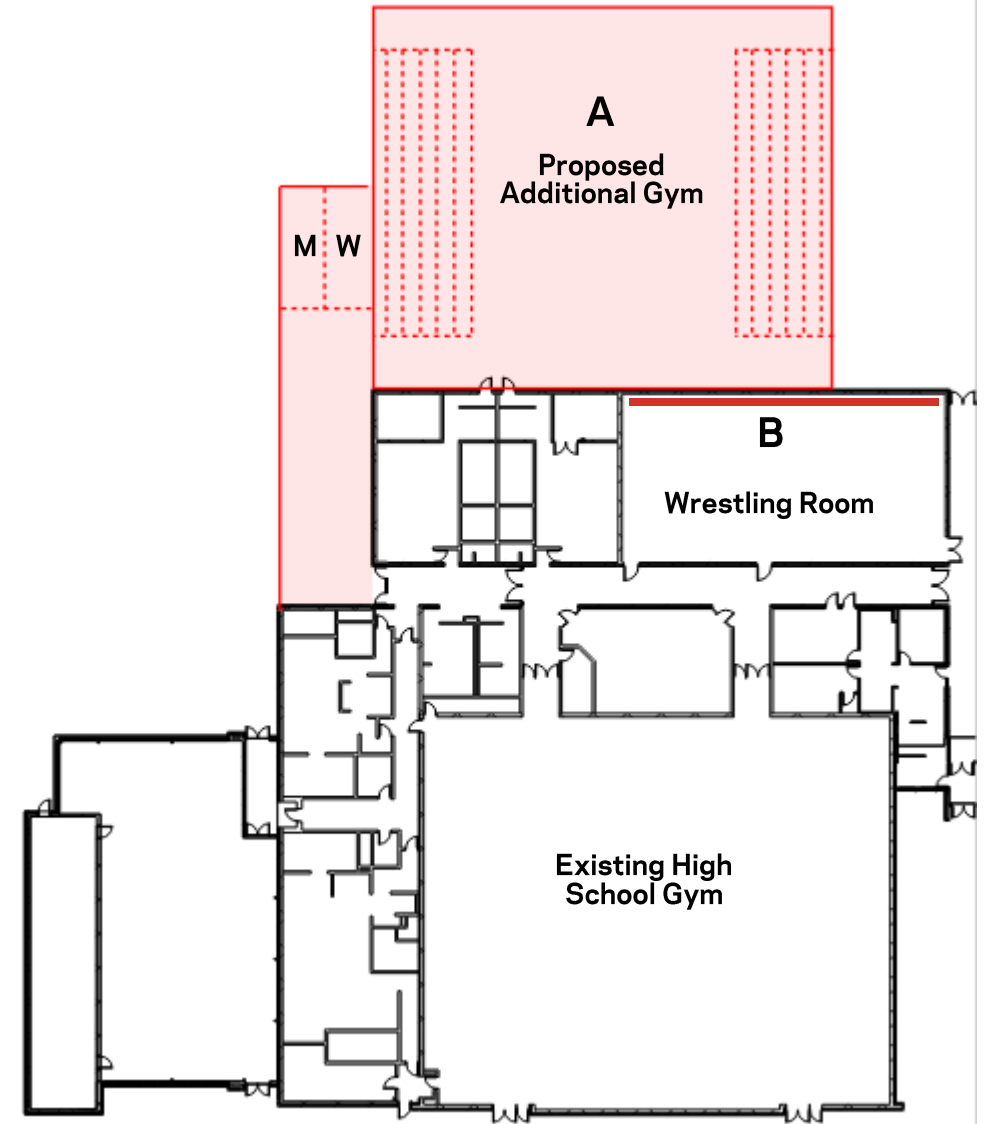 A
Proposed
Additional Gym
M W
B
Wrestling Room
Existing High
School Gym